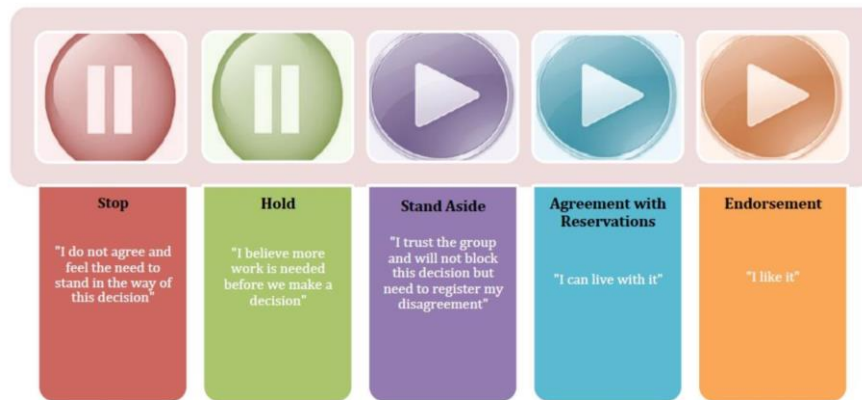 Stop
"I do not agree and
feel the need to
stand in the way of
this decision"
Hold
"I believe more
work is needed
before we make a
decision"
Stand Aside
"I trust the group
and will not block
this decision but
need to register my
disagreement"
Agreement with
Reservations
"I can live with it"
Endorsement
"I like it"